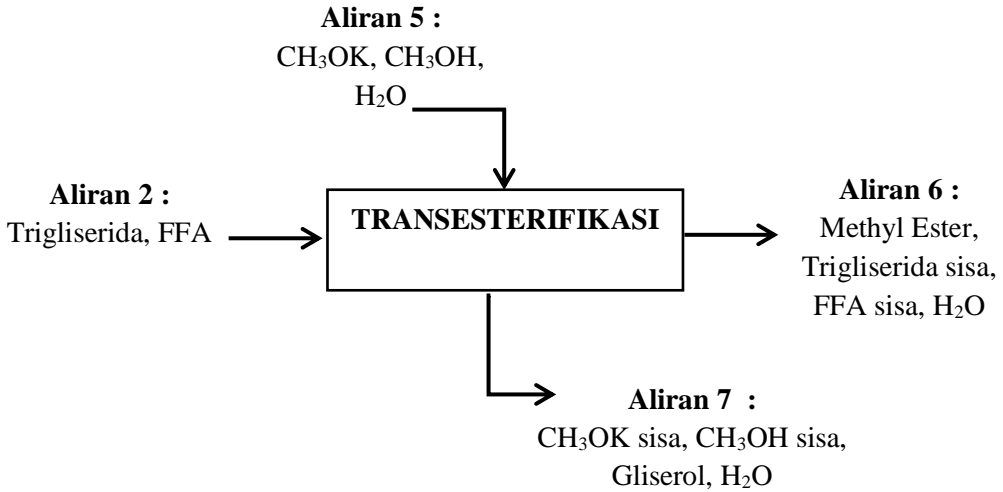 Aliran 5 :
CH₃OK, CH₃OH,
H₂O
Aliran 2 :
Trigliserida, FFA
TRANSESTERIFIKASI
Aliran 6 :
Methyl Ester,
Trigliserida sisa,
FFA sisa, H₂O
Aliran 7 :
CH₃OK sisa, CH₃OH sisa,
Gliserol, H₂O